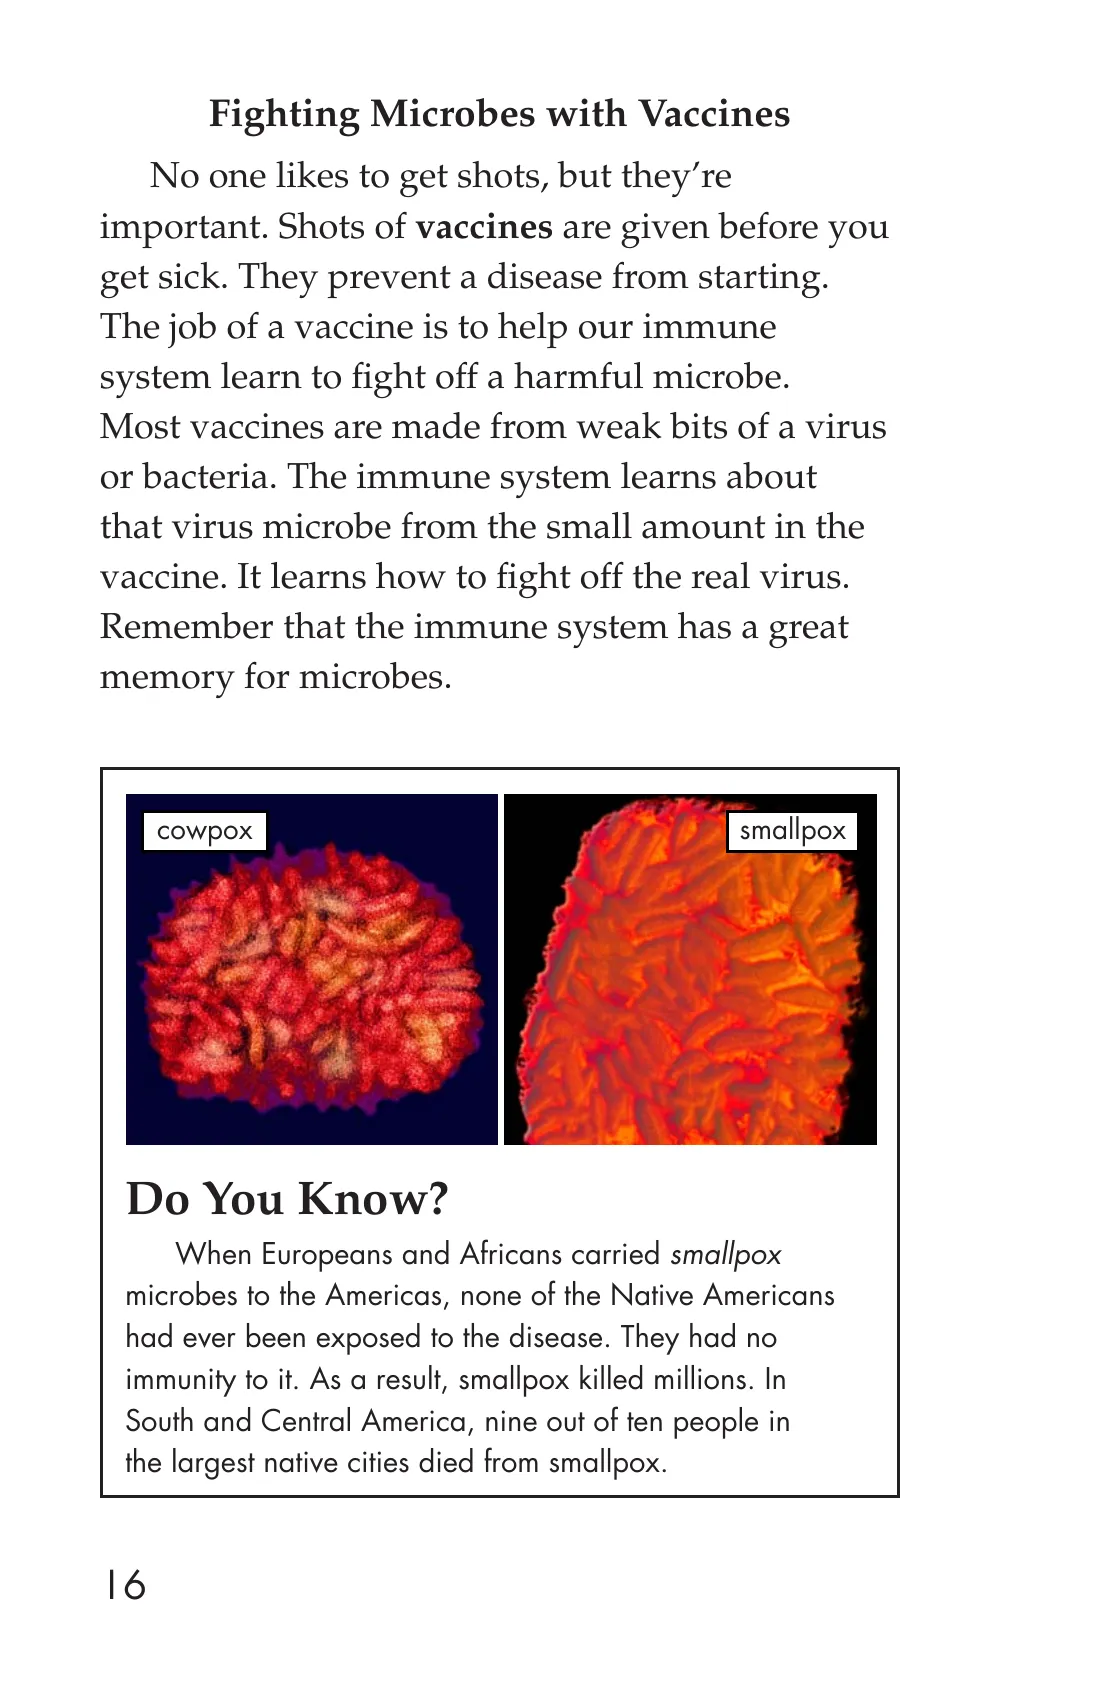 Fighting Microbes with Vaccines
No one likes to get shots, but they’re
important. Shots of vaccines are given before you
get sick. They prevent a disease from starting.
The job of a vaccine is to help our immune
system learn to fight off a harmful microbe.
Most vaccines are made from weak bits of a virus
or bacteria. The immune system learns about
that virus microbe from the small amount in the
vaccine. It learns how to fight off the real virus.
Remember that the immune system has a great
memory for microbes.
cowpox
smallpox
Do You Know?
When Europeans and Africans carried smallpox
microbes to the Americas, none of the Native Americans
had ever been exposed to the disease. They had no
immunity to it. As a result, smallpox killed millions. In
South and Central America, nine out of ten people in
the largest native cities died from smallpox.
16